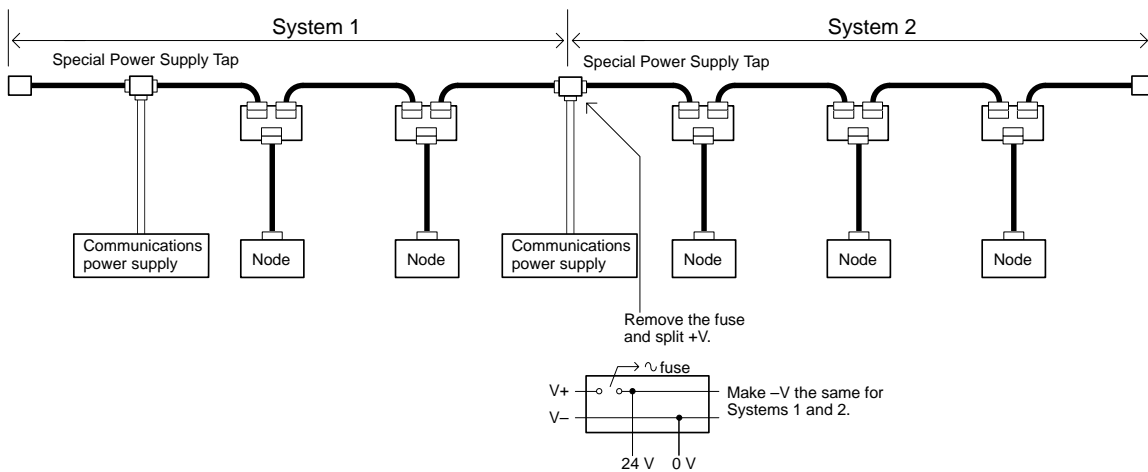 System 1
System 2
Special Power Supply Tap
Special Power Supply Tap
Communications
power supply
Node
Node
Communications
power supply
Node
Node
Node
Remove the fuse
and split +V.
fuse
V+
V–
Make –V the same for
Systems 1 and 2.
24 V
0 V